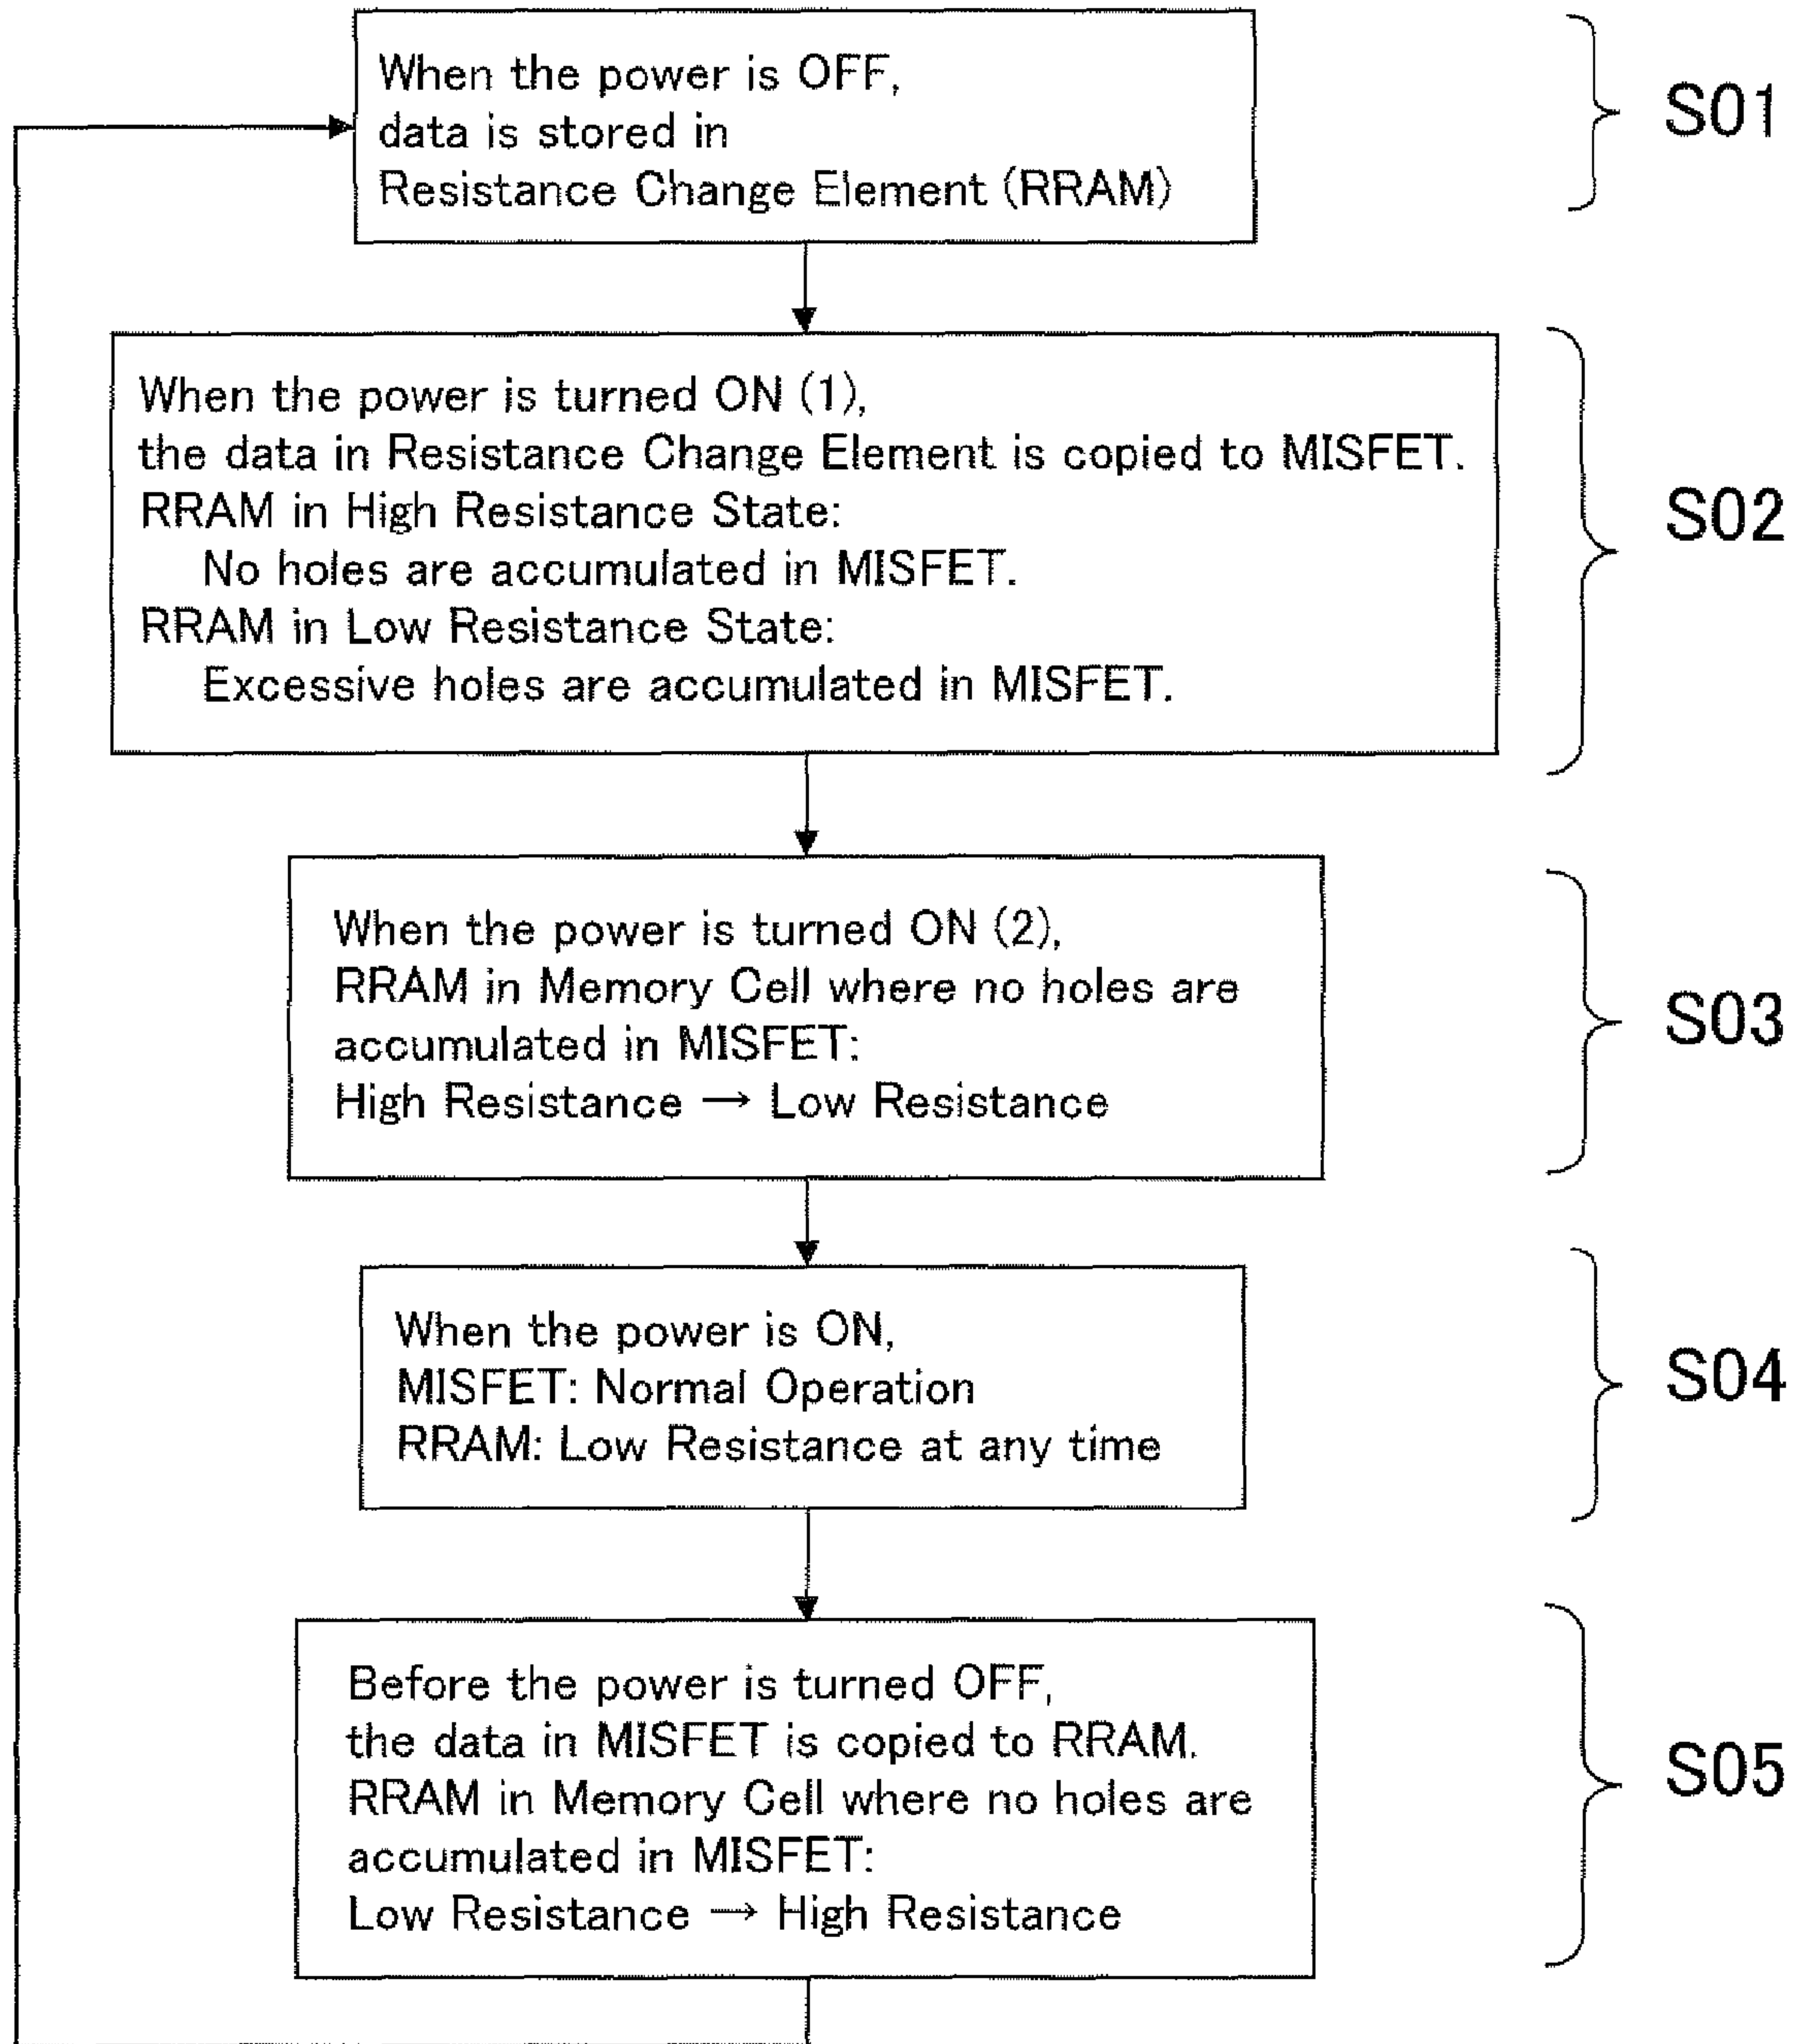 When the power is OFF,
data is stored in
Resistance Change Element (RRAM)
S01
When the power is turned ON (1),
the data in Resistance Change Element is copied to MISFET.
RRAM in High Resistance State:
No holes are accumulated in MISFET.
RRAM in Low Resistance State:
Excessive holes are accumulated in MISFET.
S02
When the power is turned ON (2),
RRAM in Memory Cell where no holes are
accumulated in MISFET:
High Resistance → Low Resistance
S03
When the power is ON,
MISFET: Normal Operation
RRAM: Low Resistance at any time
S04
Before the power is turned OFF,
the data in MISFET is copied to RRAM.
RRAM in Memory Cell where no holes are
accumulated in MISFET:
Low Resistance → High Resistance
S05